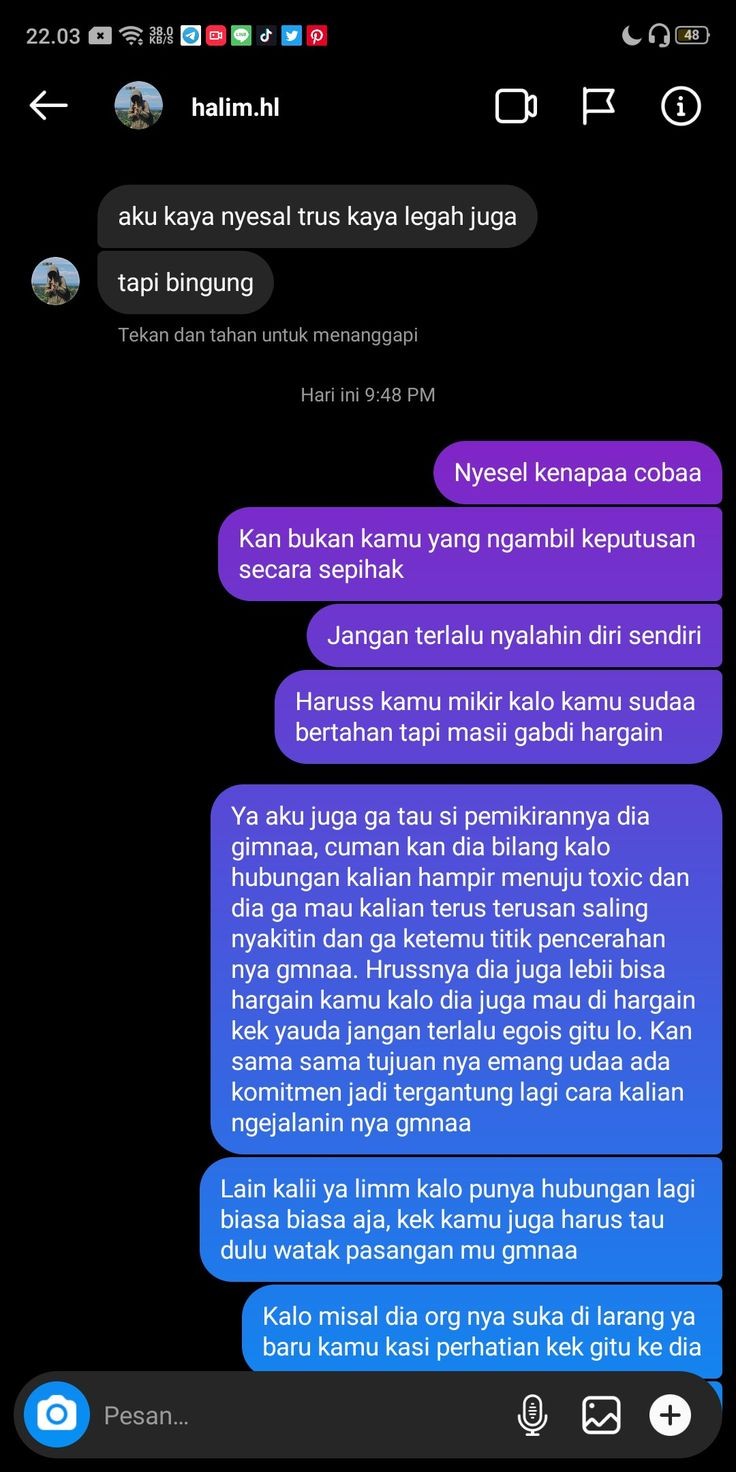 22.03
38.0
KB/S
LINE
48
halim.hl
aku kaya nyesal trus kaya legah juga
tapi bingung
Tekan dan tahan untuk menanggapi
Hari ini 9:48 PM
Nyesel kenapaa cobaa
Kan bukan kamu yang ngambil keputusan
secara sepihak
Jangan terlalu nyalahin diri sendiri
Haruss kamu mikir kalo kamu sudaa
bertahan tapi masii gabdi hargain
Ya aku juga ga tau si pemikirannya dia
gimnaa, cuman kan dia bilang kalo
hubungan kalian hampir menuju toxic dan
dia ga mau kalian terus terusan saling
nyakitin dan ga ketemu titik pencerahan
nya gmnaa. Hrussnya dia juga lebii bisa
hargain kamu kalo dia juga mau di hargain
kek yauda jangan terlalu egois gitu lo. Kan
sama sama tujuan nya emang udaa ada
komitmen jadi tergantung lagi cara kalian
ngejalanin nya gmnaa
Lain kalii ya limm kalo punya hubungan lagi
biasa biasa aja, kek kamu juga harus tau
dulu watak pasangan mu gmnaa
Kalo misal dia org nya suka di larang ya
baru kamu kasi perhatian kek gitu ke dia
Pesan...